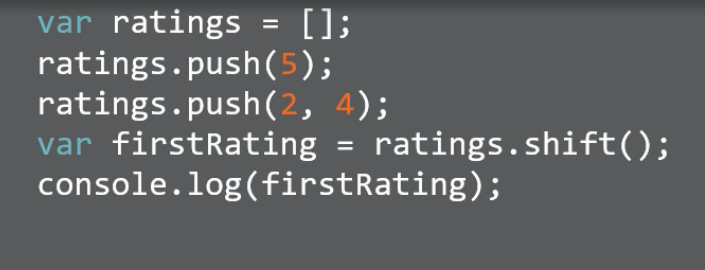 var ratings = [];
ratings.push(5);
ratings.push(2, 4);
var firstRating = ratings.shift();
console.log(firstRating);